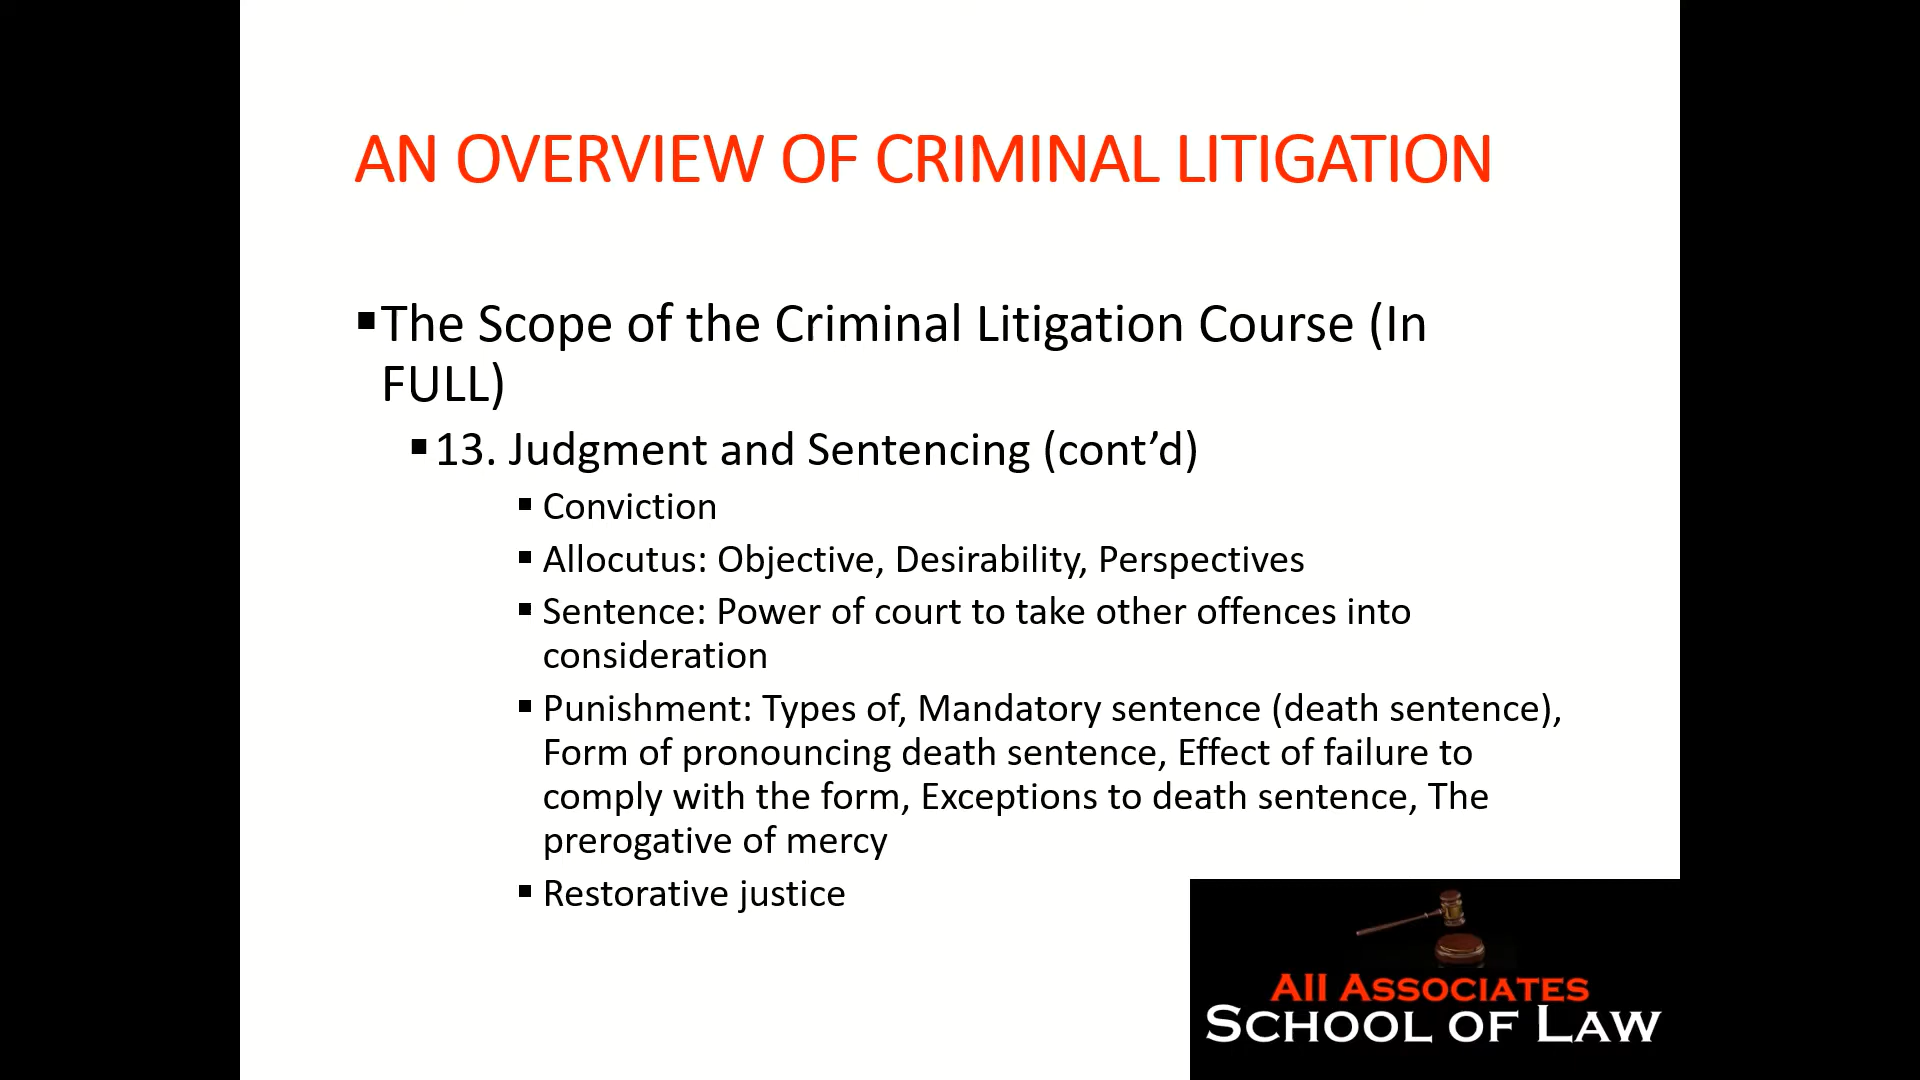 AN OVERVIEW OF CRIMINAL LITIGATION
▪The Scope of the Criminal Litigation Course (In
FULL)
▪13. Judgment and Sentencing (cont’d)
▪ Conviction
▪ Allocutus: Objective, Desirability, Perspectives
▪ Sentence: Power of court to take other offences into
consideration
▪ Punishment: Types of, Mandatory sentence (death sentence),
Form of pronouncing death sentence, Effect of failure to
comply with the form, Exceptions to death sentence, The
prerogative of mercy
▪ Restorative justice
All Associates
School of Law